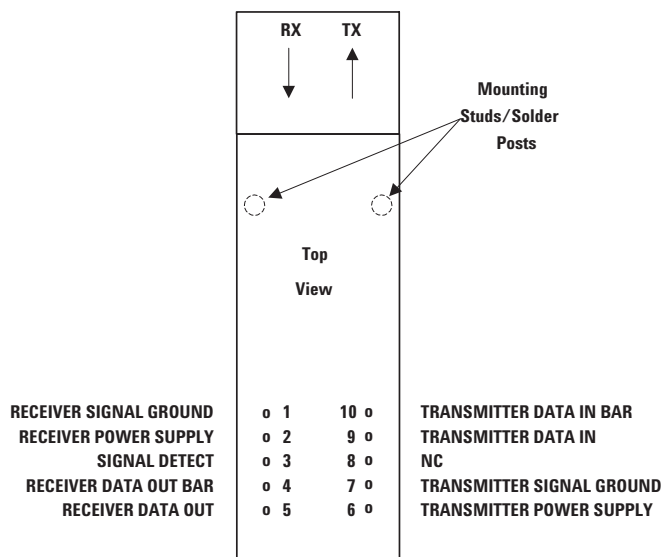 RX TX
Mounting
Studs/Solder
Posts
Top
View
RECEIVER SIGNAL GROUND o 1 10 o TRANSMITTER DATA IN BAR
RECEIVER POWER SUPPLY o 2 9 o TRANSMITTER DATA IN
SIGNAL DETECT o 3 8 o NC
RECEIVER DATA OUT BAR o 4 7 o TRANSMITTER SIGNAL GROUND
RECEIVER DATA OUT o 5 6 o TRANSMITTER POWER SUPPLY